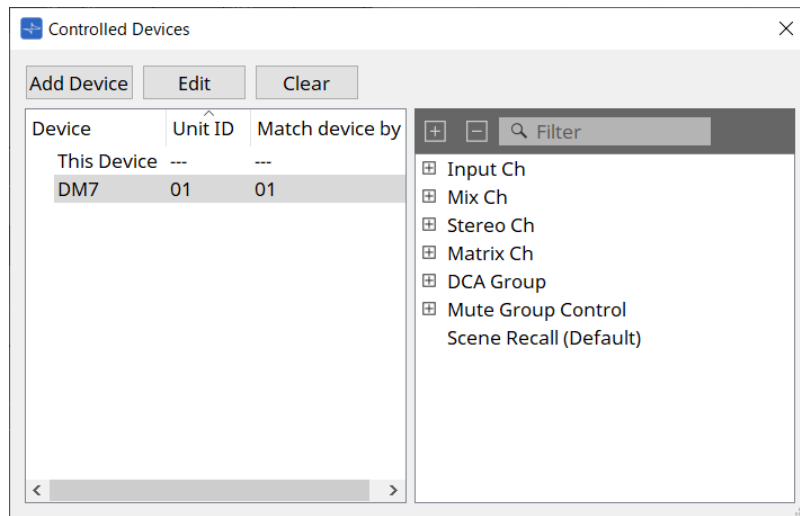 Controlled Devices
Add Device Edit Clear
Device Unit ID Match device by
This Device --- ---
DM7 01 01
Filter
Input Ch
Mix Ch
Stereo Ch
Matrix Ch
DCA Group
Mute Group Control
Scene Recall (Default)